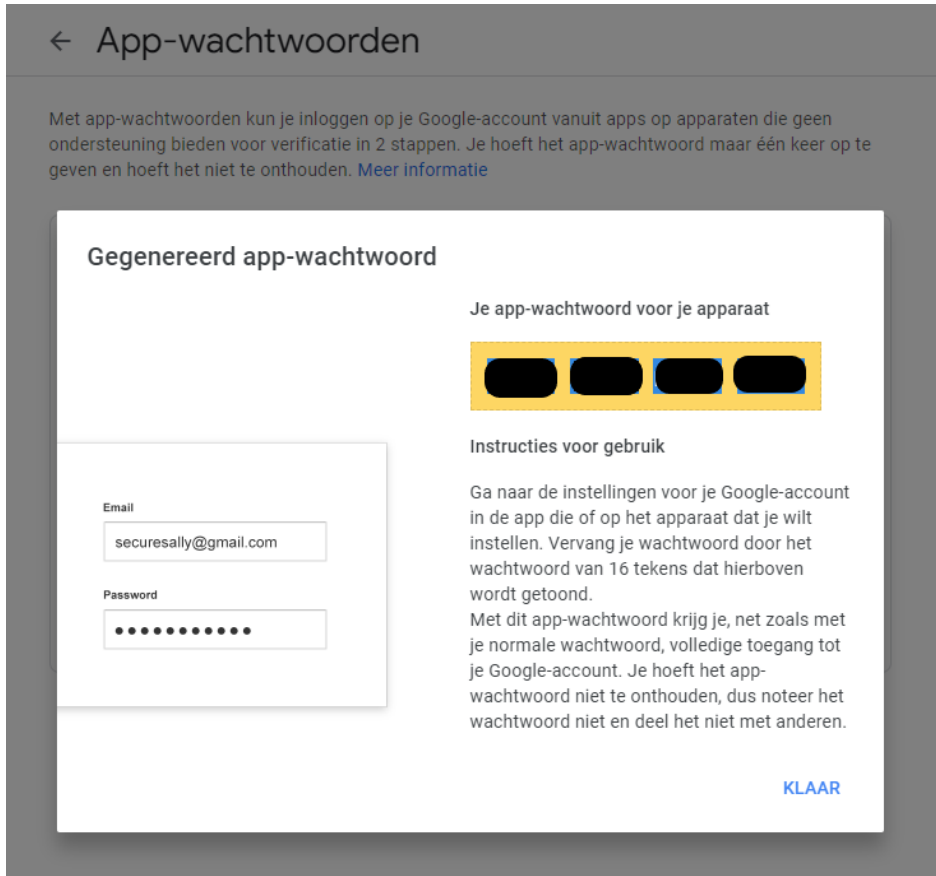 App-wachtwoorden
Met app-wachtwoorden kun je inloggen op je Google-account vanuit apps op apparaten die geen
ondersteuning bieden voor verificatie in 2 stappen. Je hoeft het app-wachtwoord maar één keer op te
geven en hoeft het niet te onthouden. Meer informatie
Gegenereerd app-wachtwoord
Email
securesally@gmail.com
Password
Je app-wachtwoord voor je apparaat
Instructies voor gebruik
Ga naar de instellingen voor je Google-account
in de app die of op het apparaat dat je wilt
instellen. Vervang je wachtwoord door het
wachtwoord van 16 tekens dat hierboven
wordt getoond.
Met dit app-wachtwoord krijg je, net zoals met
je normale wachtwoord, volledige toegang tot
je Google-account. Je hoeft het app-
wachtwoord niet te onthouden, dus noteer het
wachtwoord niet en deel het niet met anderen.
KLAAR